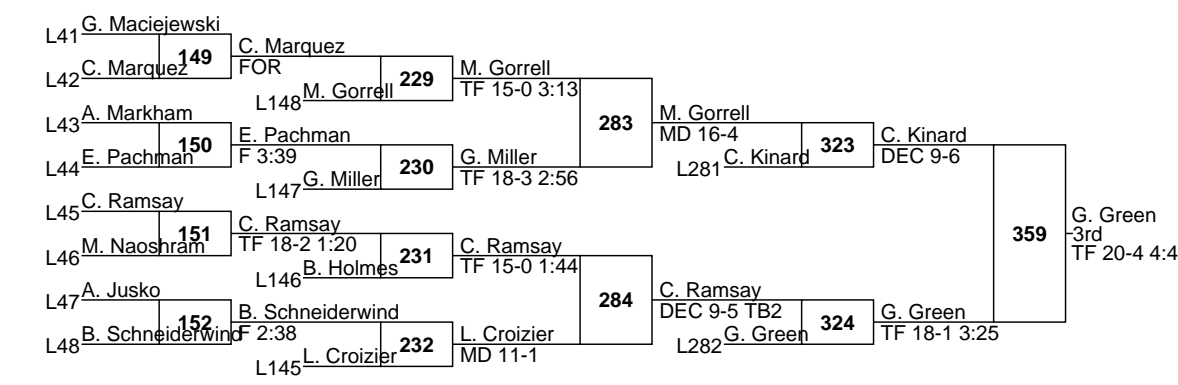 L41 G. Maciejewski
149
L42 C. Marquez
C. Marquez
FOR
L148 M. Gorrell
229
M. Gorrell
TF 15-0 3:13
L43 A. Markham
150
L44 E. Pachman
E. Pachman
F 3:39
L147 G. Miller
230
G. Miller
TF 18-3 2:56
283
M. Gorrell
MD 16-4
L281 C. Kinard
323
C. Kinard
DEC 9-6
L45 C. Ramsay
151
L46 M. Naoshram
C. Ramsay
TF 18-2 1:20
L146 B. Holmes
231
C. Ramsay
TF 15-0 1:44
L47 A. Jusko
152
L48 B. Schneiderwind
B. Schneiderwind
F 2:38
L145 L. Croizier
232
L. Croizier
MD 11-1
284
C. Ramsay
DEC 9-5 TB2
L282 G. Green
324
G. Green
TF 18-1 3:25
359
G. Green
3rd
TF 20-4 4:4